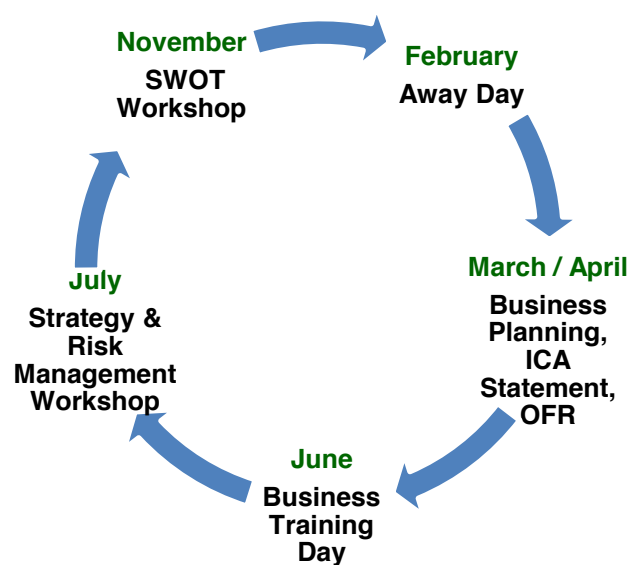 November
SWOT
Workshop
February
Away Day
March / April
Business
Planning,
ICA
Statement,
OFR
June
Business
Training
Day
July
Strategy &
Risk
Management
Workshop